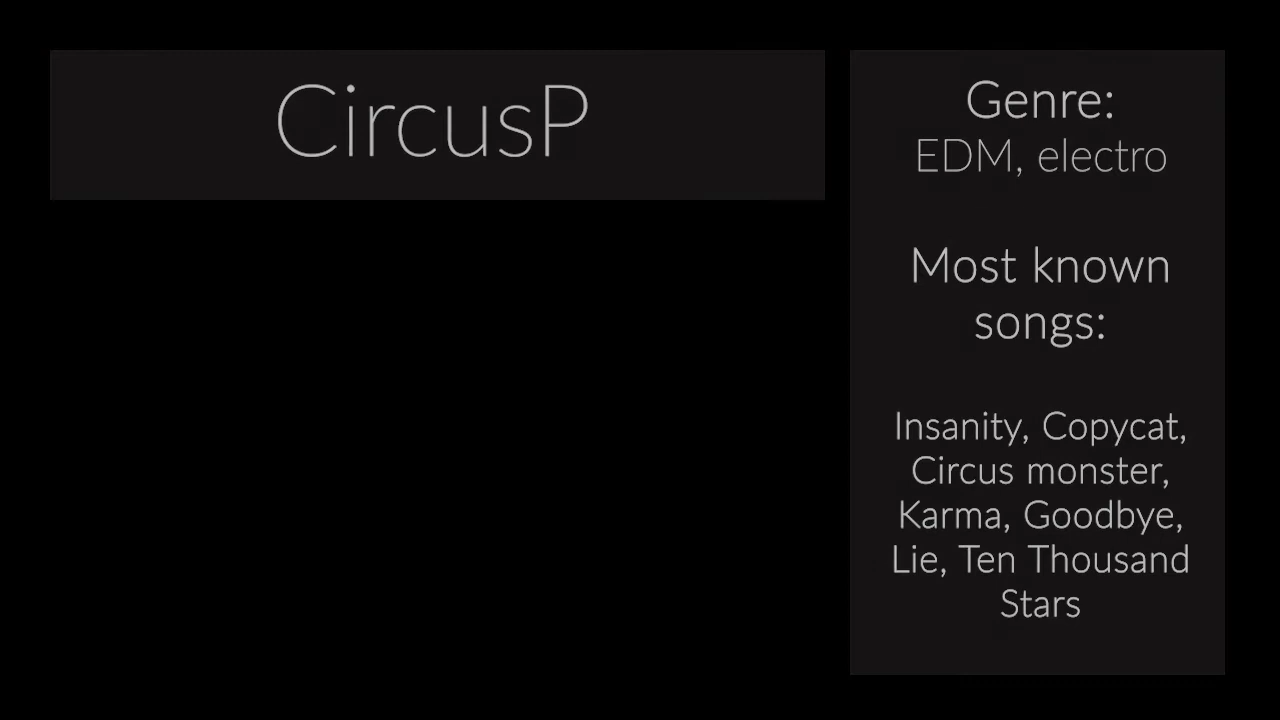 CircusP
Genre:
EDM, electro
Most known
songs:
Insanity, Copycat,
Circus monster,
Karma, Goodbye,
Lie, Ten Thousand
Stars